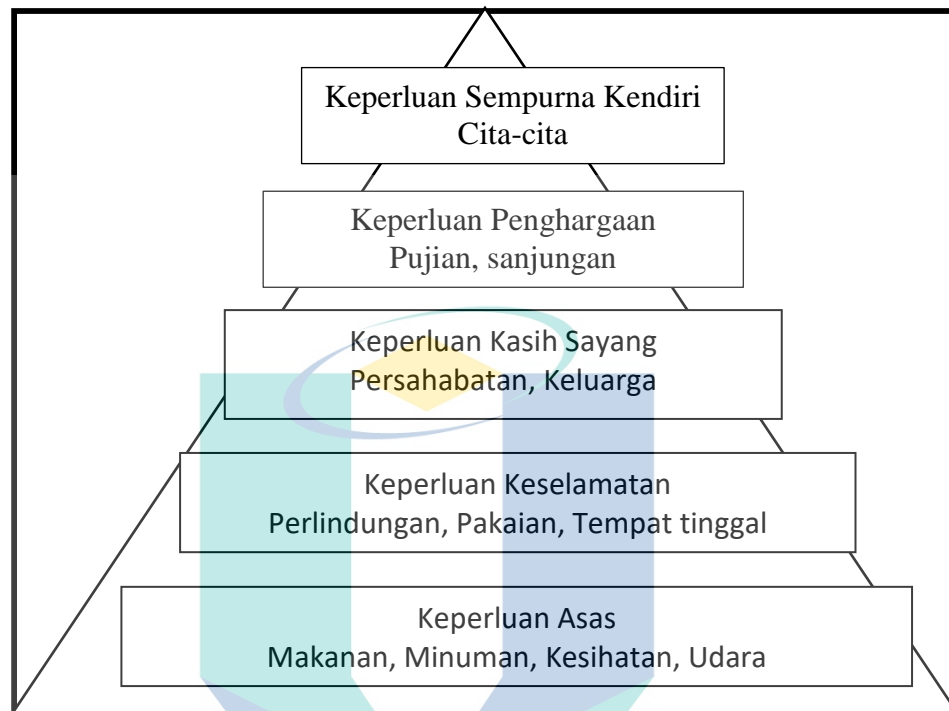 Keperluan Sempurna Kendiri
Cita-cita
Keperluan Penghargaan
Pujian, sanjungan
Keperluan Kasih Sayang
Persahabatan, Keluarga
Keperluan Keselamatan
Perlindungan, Pakaian, Tempat tinggal
Keperluan Asas
Makanan, Minuman, Kesihatan, Udara